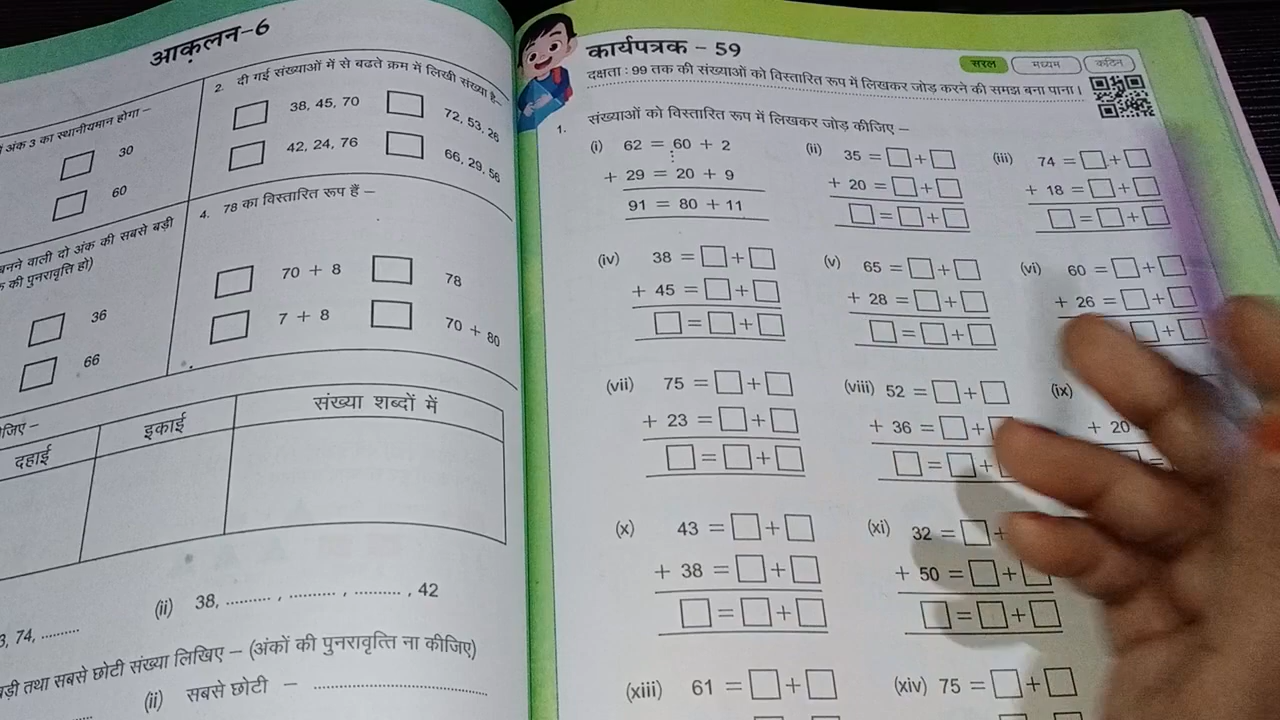 आकलन-6
अंक 3 का स्थानीयमान होगा –
30
60
2. दी गई संख्याओं में से बढते क्रम में लिखी संख्या है–
38, 45, 70
72, 53, 26
42, 24, 76
66, 29, 56
बनने वाली दो अंक की सबसे बड़ी
की पुनरावृत्ति हो)
36
66
4. 78 का विस्तारित रूप हैं –
70 + 8
78
7 + 8
70 + 80
दहाई
इकाई
संख्या शब्दों में
(ii) 38, .......... , .......... , .......... , 42
74, ..........
तथा सबसे छोटी संख्या लिखिए – (अंकों की पुनरावृत्ति ना कीजिए)
(ii) सबसे छोटी – ..............................
कार्यपत्रक – 59
सरल
मध्यम
कठिन
दक्षता : 99 तक की संख्याओं को विस्तारित रूप में लिखकर जोड़ करने की समझ बना पाना।
1. संख्याओं को विस्तारित रूप में लिखकर जोड़ कीजिए –
(i) 62 = 60 + 2
+ 29 = 20 + 9
91 = 80 + 11
(ii) 35 = □ + □
+ 20 = □ + □
□ = □ + □
(iii) 74 = □ + □
+ 18 = □ + □
□ = □ + □
(iv) 38 = □ + □
+ 45 = □ + □
□ = □ + □
(v) 65 = □ + □
+ 28 = □ + □
□ = □ + □
(vi) 60 = □ + □
+ 26 = □ + □
□ + □
(vii) 75 = □ + □
+ 23 = □ + □
□ = □ + □
(viii) 52 = □ + □
+ 36 = □ + □
□ = □ +
(ix)
+ 20
=
(x) 43 = □ + □
+ 38 = □ + □
□ = □ + □
(xi) 32 = □ +
+ 50 = □ + □
□ = □ + □
(xiii) 61 = □ + □
(xiv) 75 = □ + □